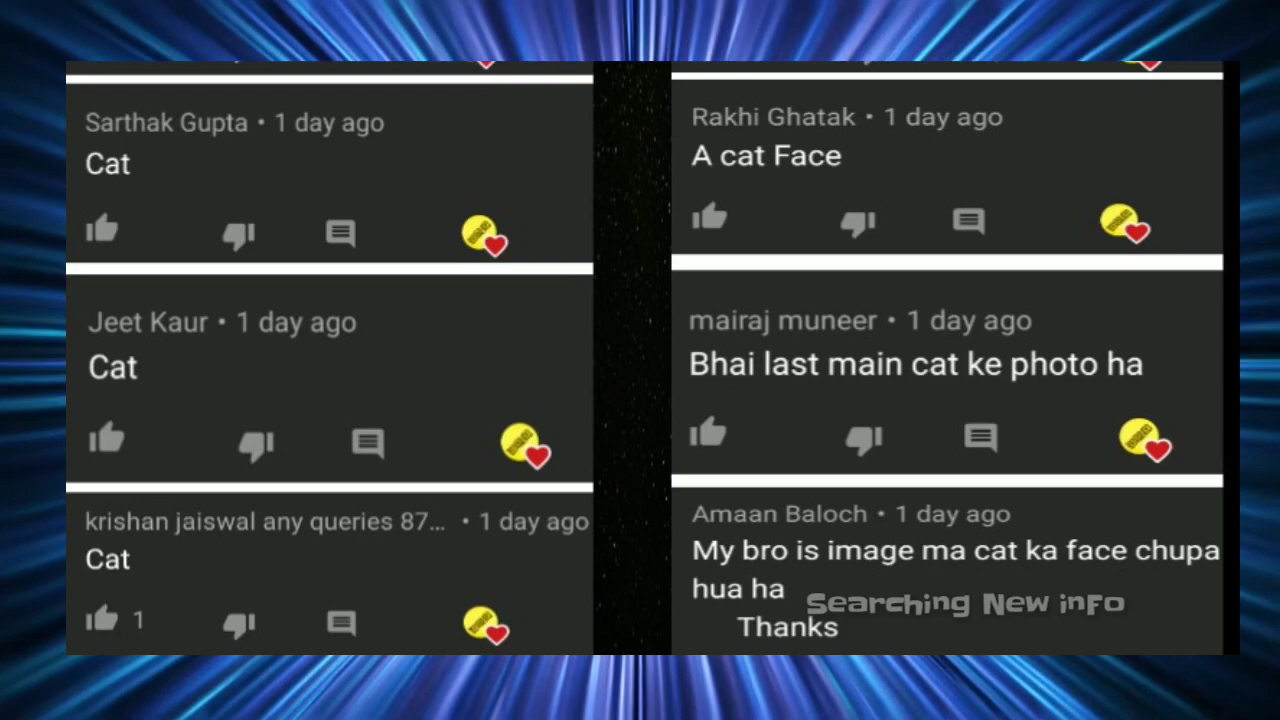 Sarthak Gupta • 1 day ago
Cat
Jeet Kaur • 1 day ago
Cat
krishan jaiswal any queries 87... • 1 day ago
Cat
1
Rakhi Ghatak • 1 day ago
A cat Face
mairaj muneer • 1 day ago
Bhai last main cat ke photo ha
Amaan Baloch • 1 day ago
My bro is image ma cat ka face chupa
hua ha
Thanks
Searching New info